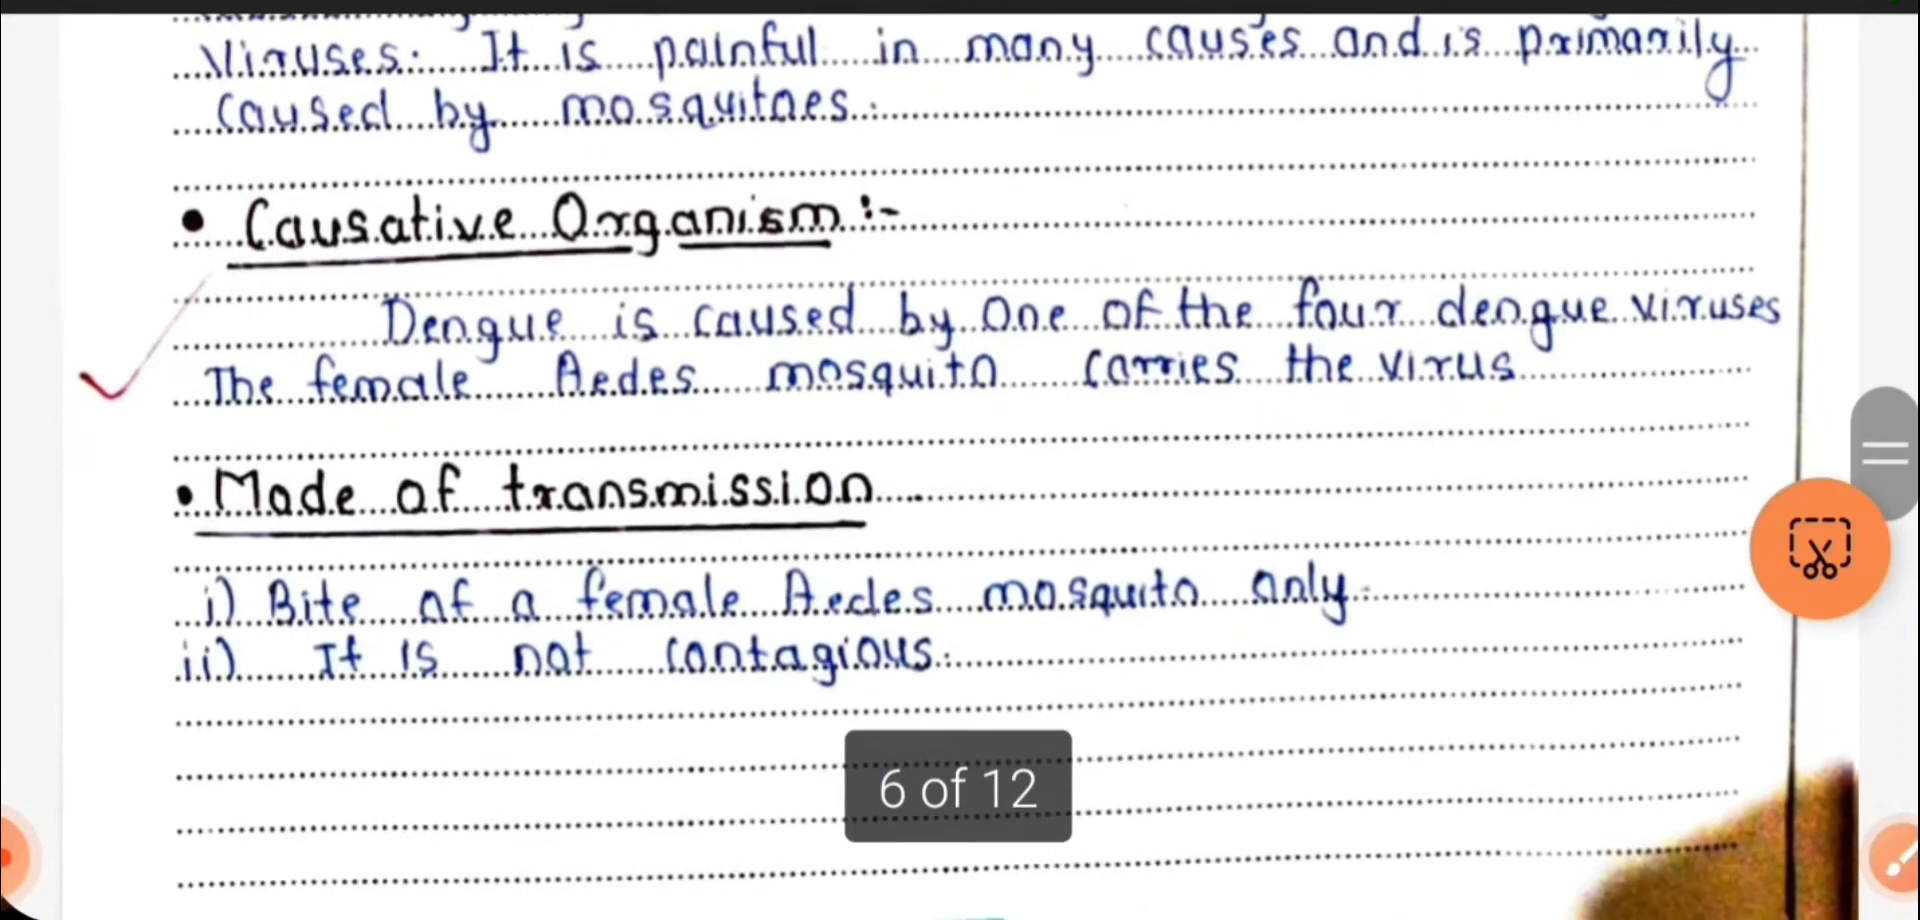 Viruses. It is painful in many causes and is primarily
caused by mosquitoes.
• Causative Organism :-
Dengue is caused by One of the four dengue viruses
The female Aedes mosquito carries the virus
• Mode of transmission
i) Bite of a female Aedes mosquito only.
ii) It is not contagious.
6 of 12